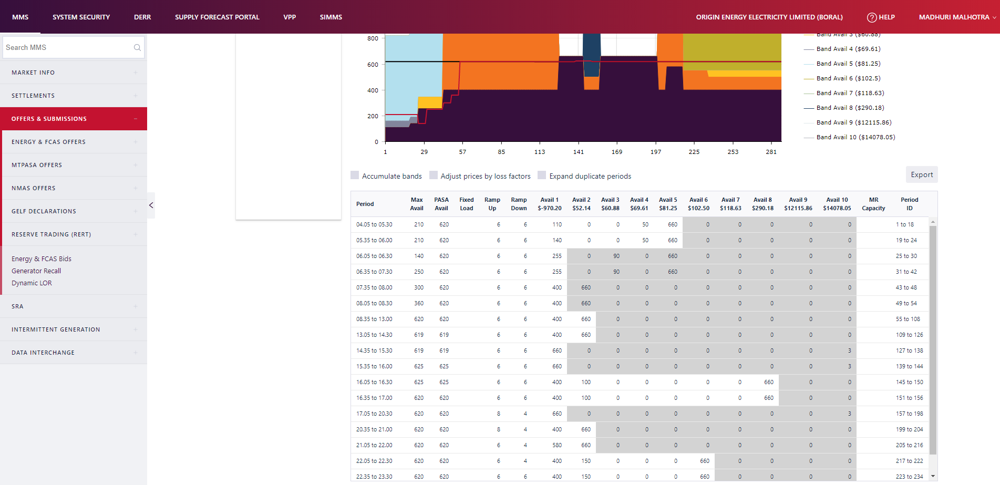 MMS SYSTEM SECURITY DERR SUPPLY FORECAST PORTAL VPP SIMMS ORIGIN ENERGY ELECTRICITY LIMITED (BORAL) ? HELP MADHURI MALHOTRA
Search MMS
MARKET INFO +
SETTLEMENTS +
OFFERS & SUBMISSIONS −
ENERGY & FCAS OFFERS +
MTPASA OFFERS +
NMAS OFFERS +
GELF DECLARATIONS +
RESERVE TRADING (RERT) +
Energy & FCAS Bids
Generator Recall
Dynamic LOR
SRA +
INTERMITTENT GENERATION +
DATA INTERCHANGE +
800
600
400
200
0
1 29 57 85 113 141 169 197 225 253 281
Band Avail 3 ($60.88)
Band Avail 4 ($69.61)
Band Avail 5 ($81.25)
Band Avail 6 ($102.5)
Band Avail 7 ($118.63)
Band Avail 8 ($290.18)
Band Avail 9 ($12115.86)
Band Avail 10 ($14078.05)
Accumulate bands Adjust prices by loss factors Expand duplicate periods Export
Period Max Avail PASA Avail Fixed Load Ramp Up Ramp Down Avail 1 $-970.20 Avail 2 $52.14 Avail 3 $60.88 Avail 4 $69.61 Avail 5 $81.25 Avail 6 $102.50 Avail 7 $118.63 Avail 8 $290.18 Avail 9 $12115.86 Avail 10 $14078.05 MR Capacity Period ID
04.05 to 05.30 210 620 6 6 110 0 0 50 660 0 0 0 0 0 1 to 18
05.35 to 06.00 210 620 6 6 140 0 0 50 660 0 0 0 0 0 19 to 24
06.05 to 06.30 140 620 6 6 255 0 90 0 660 0 0 0 0 0 25 to 30
06.35 to 07.30 250 620 6 6 255 0 90 0 660 0 0 0 0 0 31 to 42
07.35 to 08.00 300 620 6 6 400 660 0 0 0 0 0 0 0 0 43 to 48
08.05 to 08.30 360 620 6 6 400 660 0 0 0 0 0 0 0 0 49 to 54
08.35 to 13.00 620 620 6 6 400 660 0 0 0 0 0 0 0 0 55 to 108
13.05 to 14.30 619 619 6 6 400 660 0 0 0 0 0 0 0 0 109 to 126
14.35 to 15.30 619 619 6 6 660 0 0 0 0 0 0 0 0 3 127 to 138
15.35 to 16.00 625 625 6 6 660 0 0 0 0 0 0 0 0 3 139 to 144
16.05 to 16.30 625 625 6 6 400 100 0 0 0 0 0 660 0 0 145 to 150
16.35 to 17.00 620 620 6 6 400 100 0 0 0 0 0 660 0 0 151 to 156
17.05 to 20.30 620 620 8 4 660 0 0 0 0 0 0 0 0 3 157 to 198
20.35 to 21.00 620 620 8 4 400 660 0 0 0 0 0 0 0 0 199 to 204
21.05 to 22.00 620 620 6 4 580 660 0 0 0 0 0 0 0 0 205 to 216
22.05 to 22.30 620 620 6 4 400 150 0 0 0 660 0 0 0 0 217 to 222
22.35 to 23.30 620 620 6 6 400 150 0 0 0 660 0 0 0 0 223 to 234